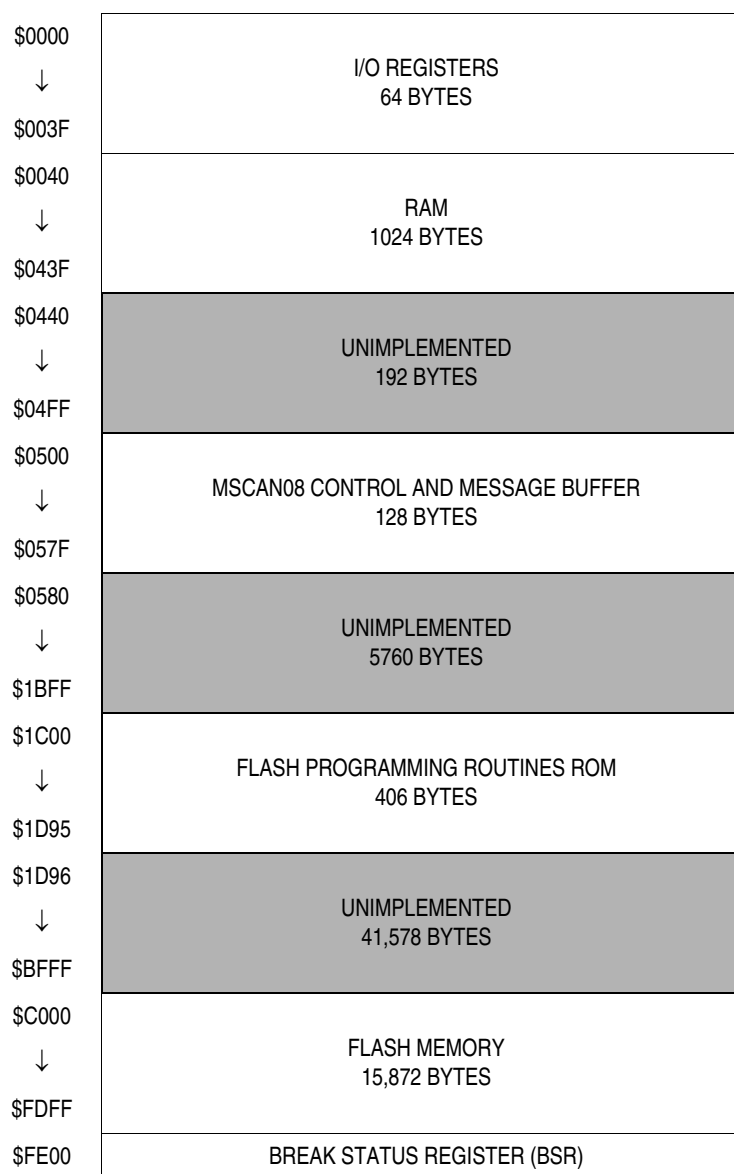 $0000
↓
$003F
I/O REGISTERS
64 BYTES
$0040
↓
$043F
RAM
1024 BYTES
$0440
↓
$04FF
UNIMPLEMENTED
192 BYTES
$0500
↓
$057F
MSCAN08 CONTROL AND MESSAGE BUFFER
128 BYTES
$0580
↓
$1BFF
UNIMPLEMENTED
5760 BYTES
$1C00
↓
$1D95
FLASH PROGRAMMING ROUTINES ROM
406 BYTES
$1D96
↓
$BFFF
UNIMPLEMENTED
41,578 BYTES
$C000
↓
$FDFF
FLASH MEMORY
15,872 BYTES
$FE00 BREAK STATUS REGISTER (BSR)